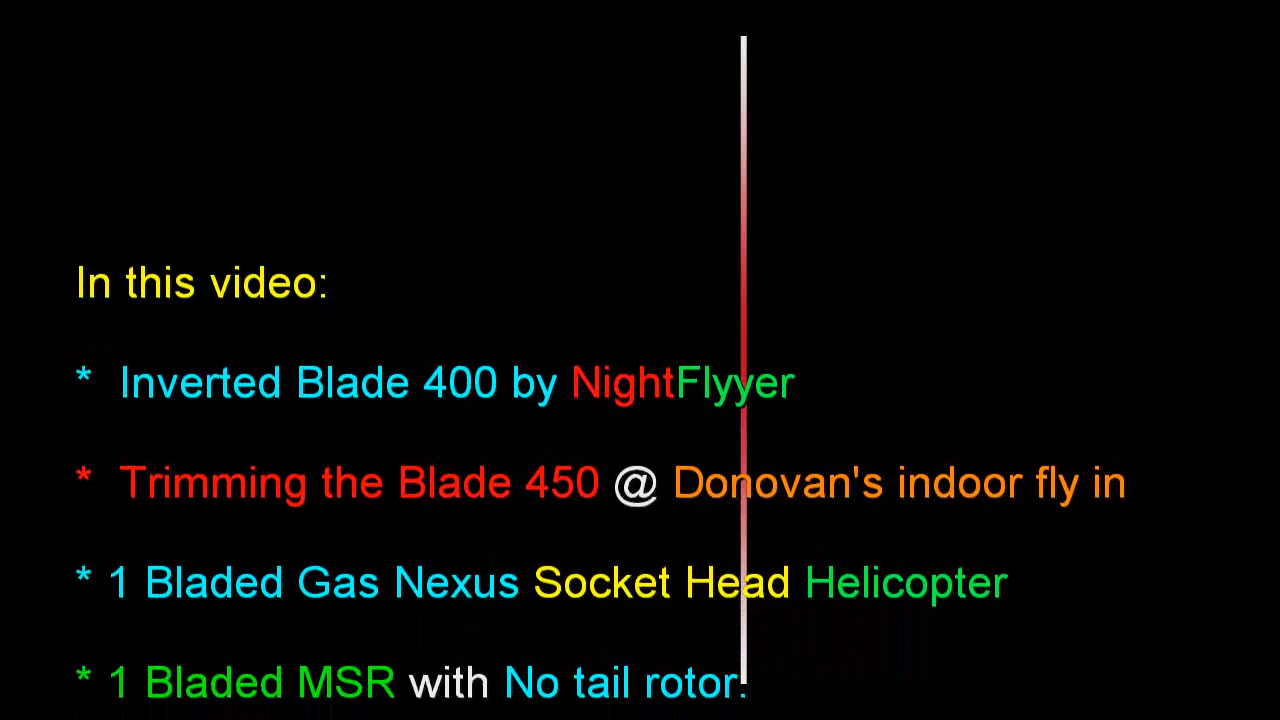 In this video:
* Inverted Blade 400 by NightFlyyer
* Trimming the Blade 450 @ Donovan's indoor fly in
* 1 Bladed Gas Nexus Socket Head Helicopter
* 1 Bladed MSR with No tail rotor.